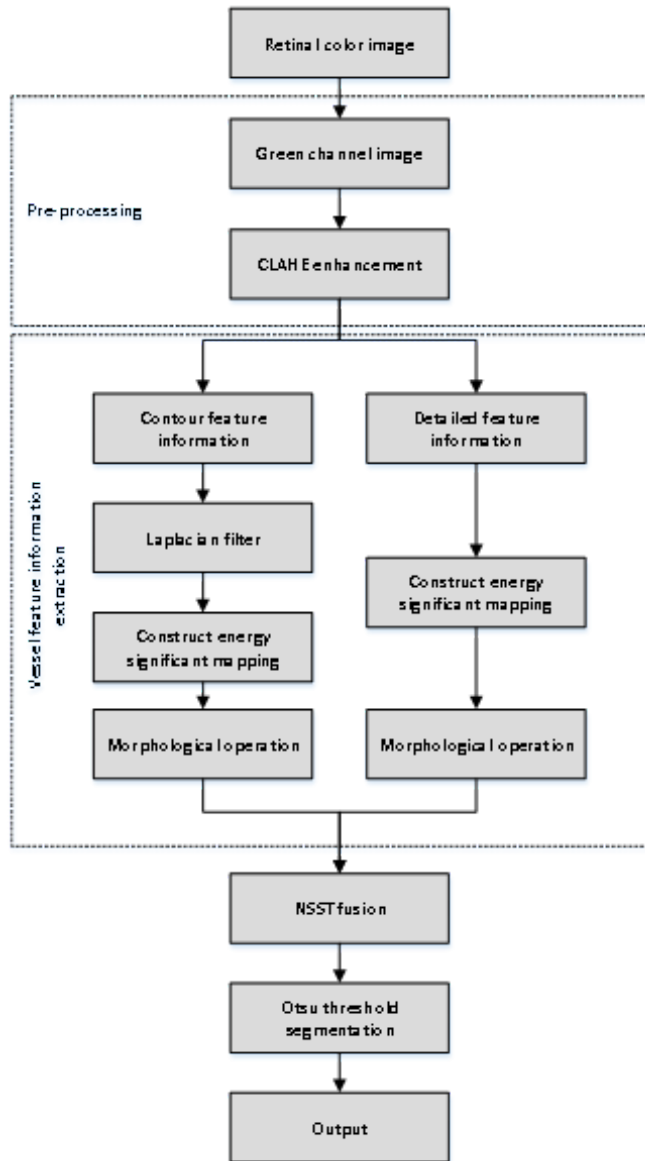 Retinal color image
Green channel image
Pre-processing
CLAHE enhancement
Contour feature
information
Detailed feature
information
Vessel feature information
extraction
Laplacian filter
Construct energy
significant mapping
Construct energy
significant mapping
Morphological operation
Morphological operation
NSST fusion
Otsu threshold
segmentation
Output